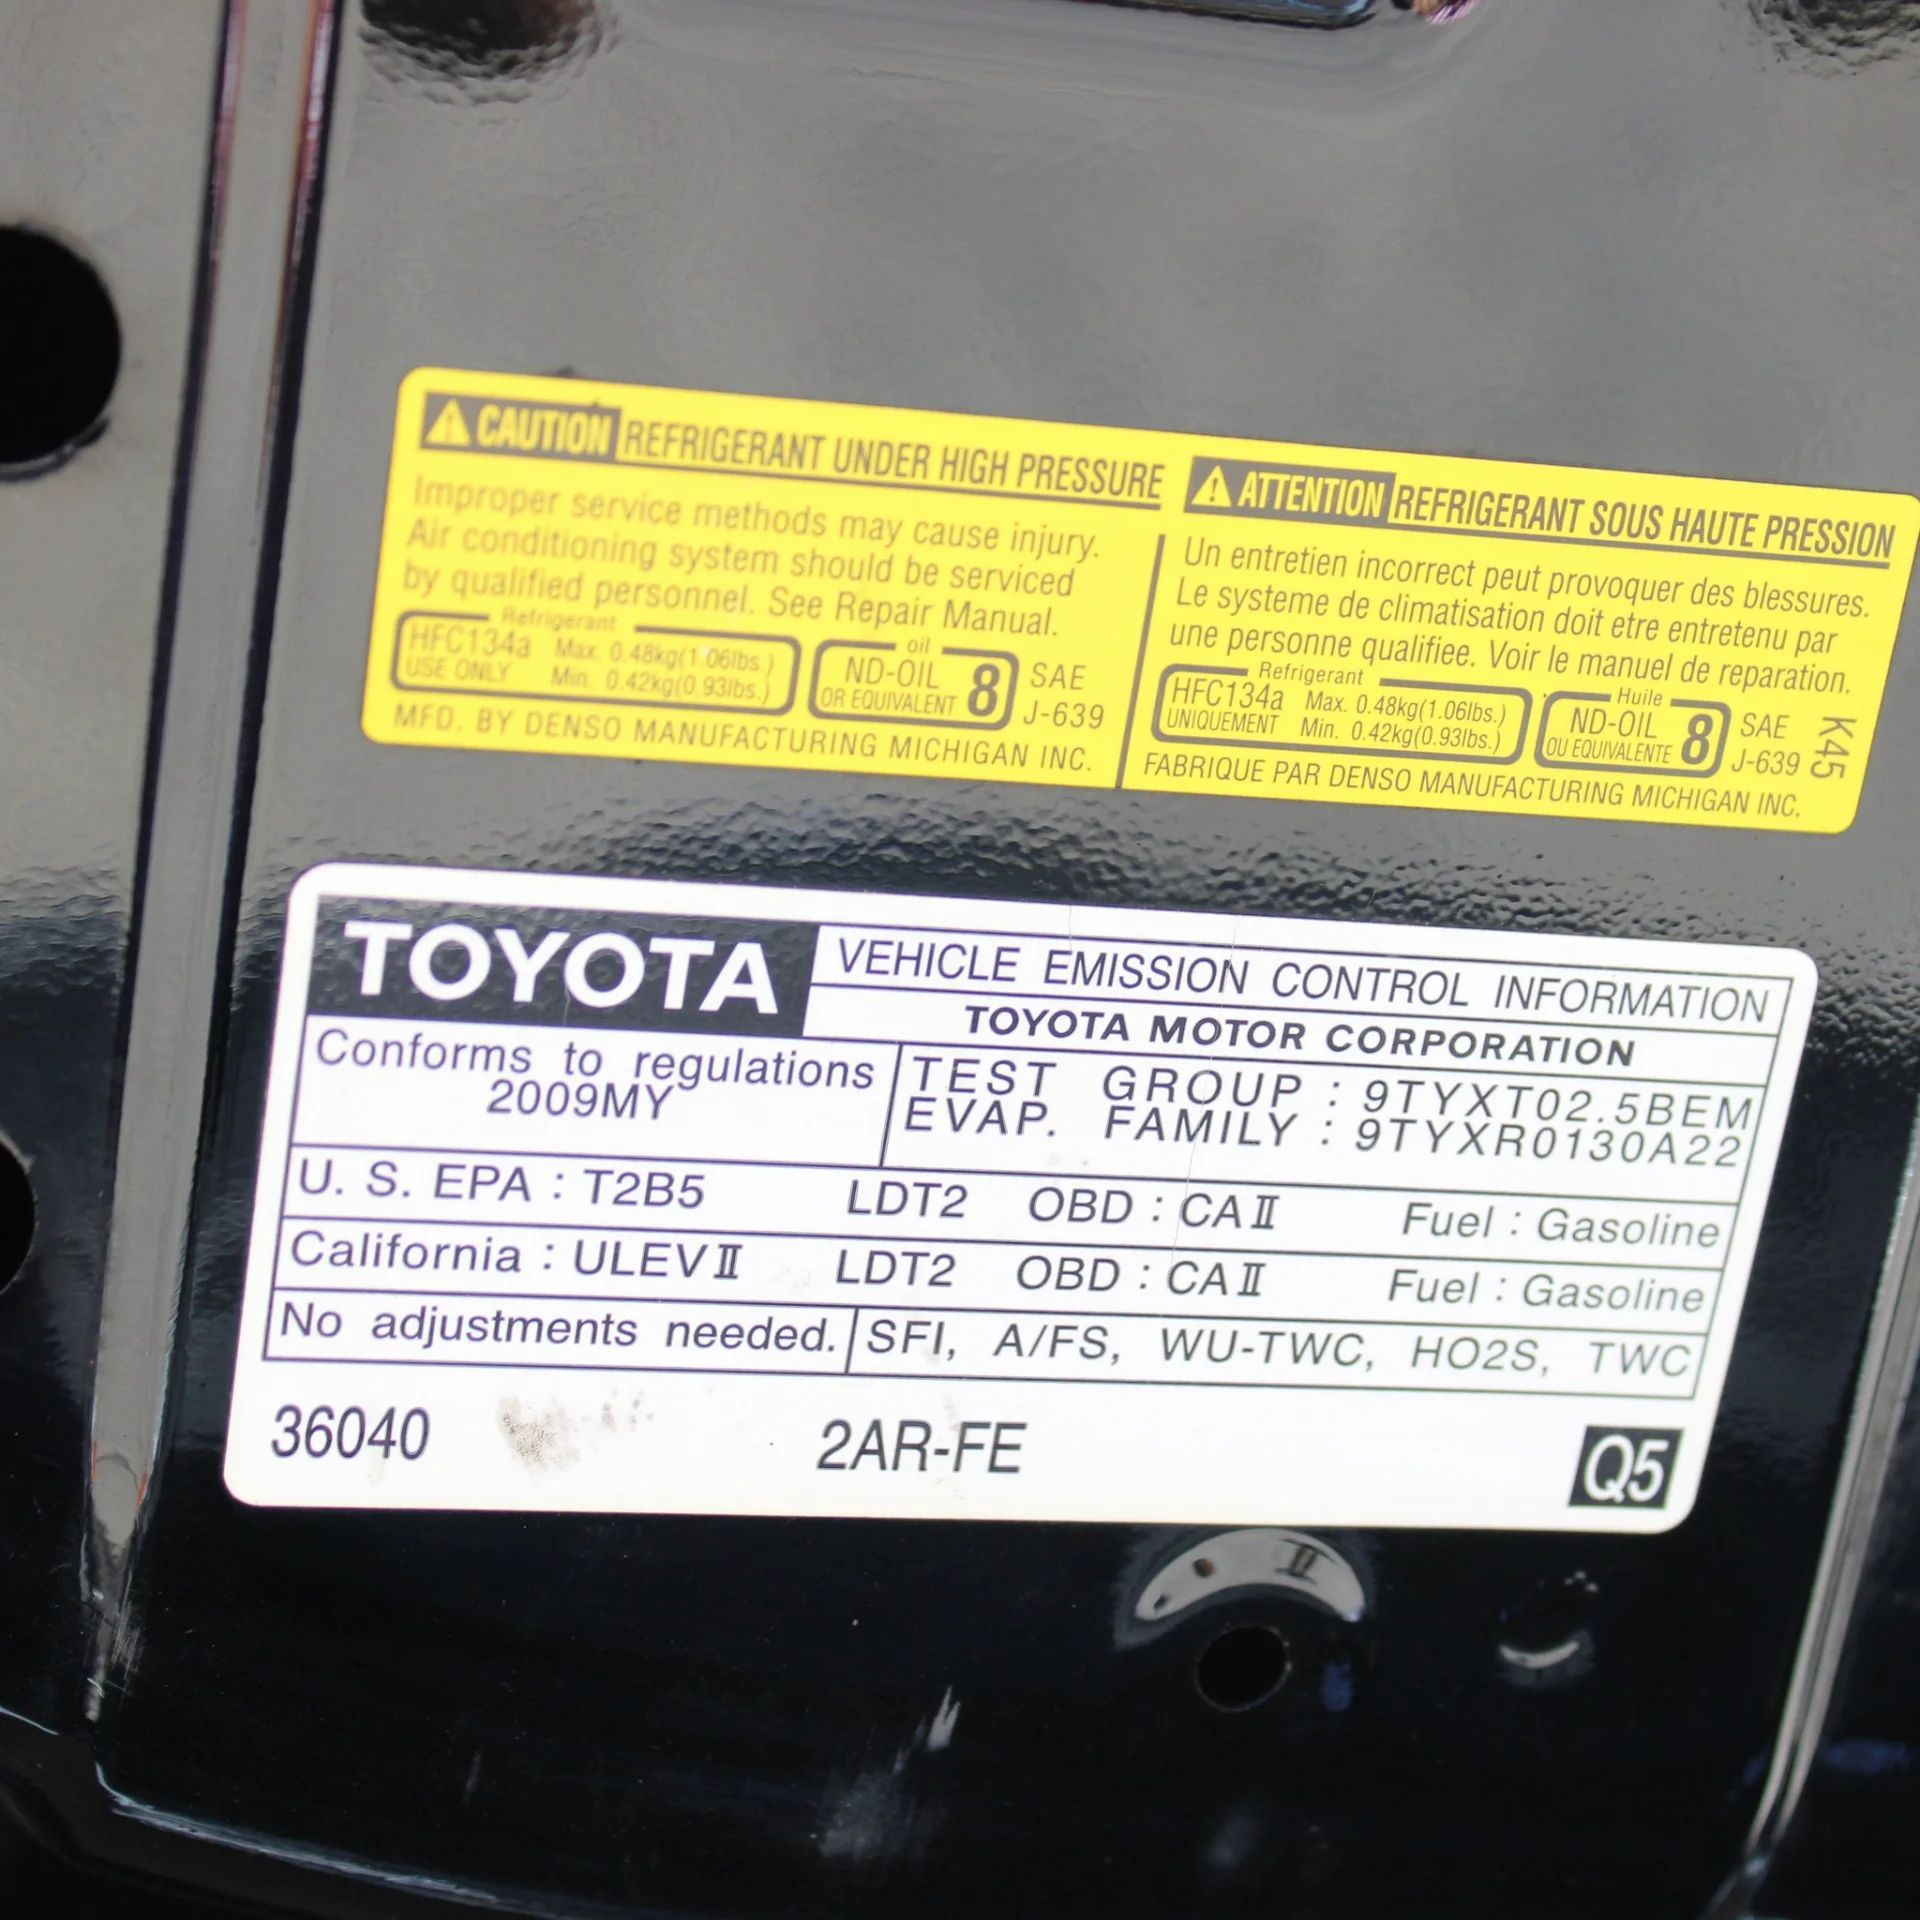 CAUTION REFRIGERANT UNDER HIGH PRESSURE
Improper service methods may cause injury.
Air conditioning system should be serviced
by qualified personnel. See Repair Manual.
Refrigerant
HFC134a Max. 0.48kg(1.06lbs.)
USE ONLY Min. 0.42kg(0.93lbs.)
oil
ND-OIL 8
OR EQUIVALENT
SAE
J-639
MFD. BY DENSO MANUFACTURING MICHIGAN INC.
ATTENTION REFRIGERANT SOUS HAUTE PRESSION
Un entretien incorrect peut provoquer des blessures.
Le systeme de climatisation doit etre entretenu par
une personne qualifiee. Voir le manuel de reparation.
Refrigerant
HFC134a Max. 0.48kg(1.06lbs.)
UNIQUEMENT Min. 0.42kg(0.93lbs.)
Huile
ND-OIL 8
OU EQUIVALENTE
SAE
J-639
K45
FABRIQUE PAR DENSO MANUFACTURING MICHIGAN INC.
TOYOTA
VEHICLE EMISSION CONTROL INFORMATION
TOYOTA MOTOR CORPORATION
Conforms to regulations
2009MY
TEST GROUP : 9TYXT02.5BEM
EVAP. FAMILY : 9TYXR0130A22
U. S. EPA : T2B5 LDT2 OBD : CAⅡ Fuel : Gasoline
California : ULEVⅡ LDT2 OBD : CAⅡ Fuel : Gasoline
No adjustments needed. SFI, A/FS, WU-TWC, HO2S, TWC
36040 2AR-FE Q5